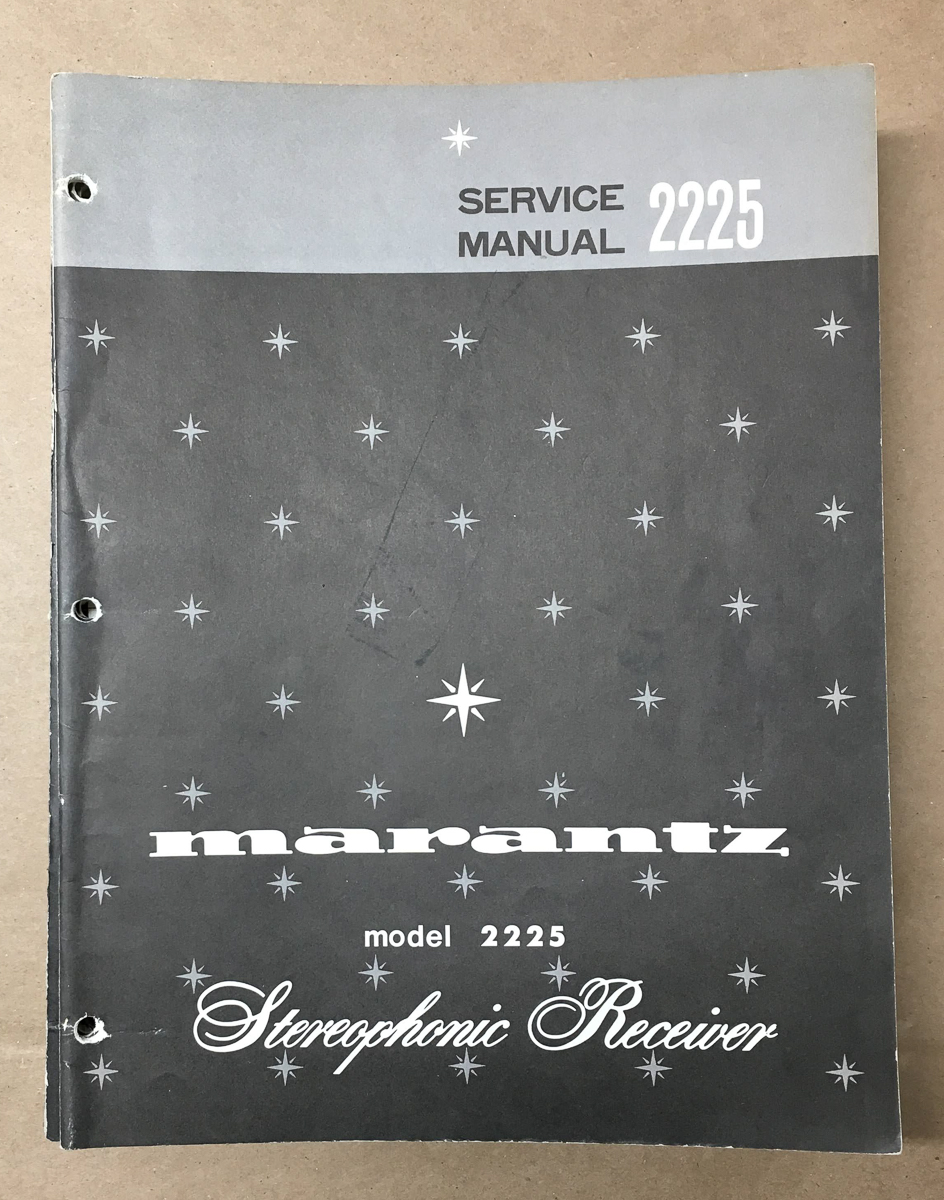 SERVICE
MANUAL 2225
marantz
model 2225
Stereophonic Receiver